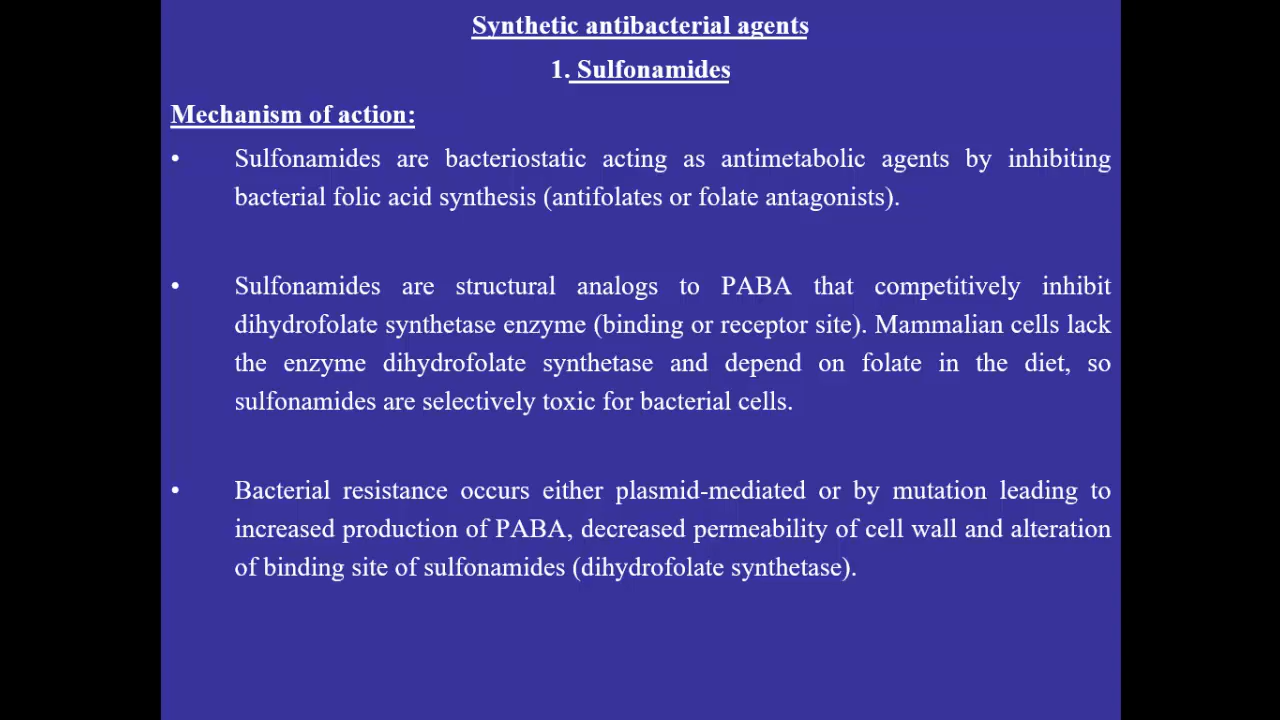 Synthetic antibacterial agents
1. Sulfonamides
Mechanism of action:
• Sulfonamides are bacteriostatic acting as antimetabolic agents by inhibiting
bacterial folic acid synthesis (antifolates or folate antagonists).
• Sulfonamides are structural analogs to PABA that competitively inhibit
dihydrofolate synthetase enzyme (binding or receptor site). Mammalian cells lack
the enzyme dihydrofolate synthetase and depend on folate in the diet, so
sulfonamides are selectively toxic for bacterial cells.
• Bacterial resistance occurs either plasmid-mediated or by mutation leading to
increased production of PABA, decreased permeability of cell wall and alteration
of binding site of sulfonamides (dihydrofolate synthetase).